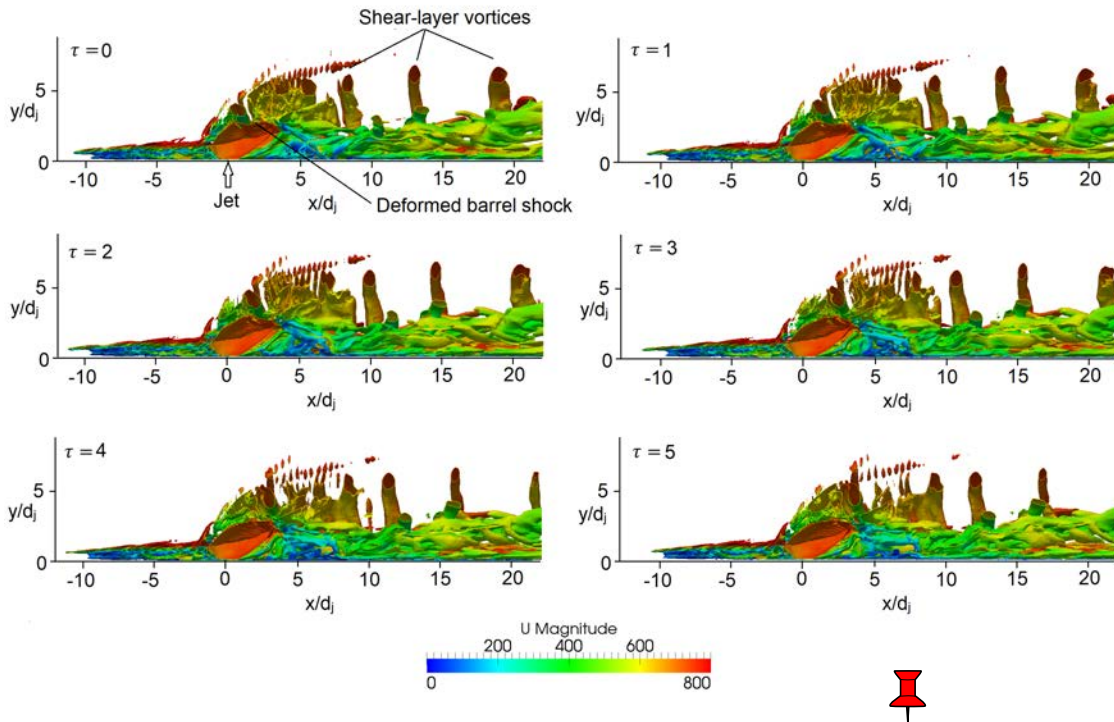 Shear-layer vortices
τ = 0
5
y/dⱼ
0
-10 -5 5 10 15 20
Jet
x/dⱼ
Deformed barrel shock
τ = 1
5
y/dⱼ
0
-10 -5 0 5 10 15 20
x/dⱼ
τ = 2
5
y/dⱼ
0
-10 -5 0 5 10 15 20
x/dⱼ
τ = 3
5
y/dⱼ
0
-10 -5 0 5 10 15 20
x/dⱼ
τ = 4
5
y/dⱼ
0
-10 -5 0 5 10 15 20
x/dⱼ
τ = 5
5
y/dⱼ
0
-10 -5 0 5 10 15 20
x/dⱼ
U Magnitude
200 400 600
0 800